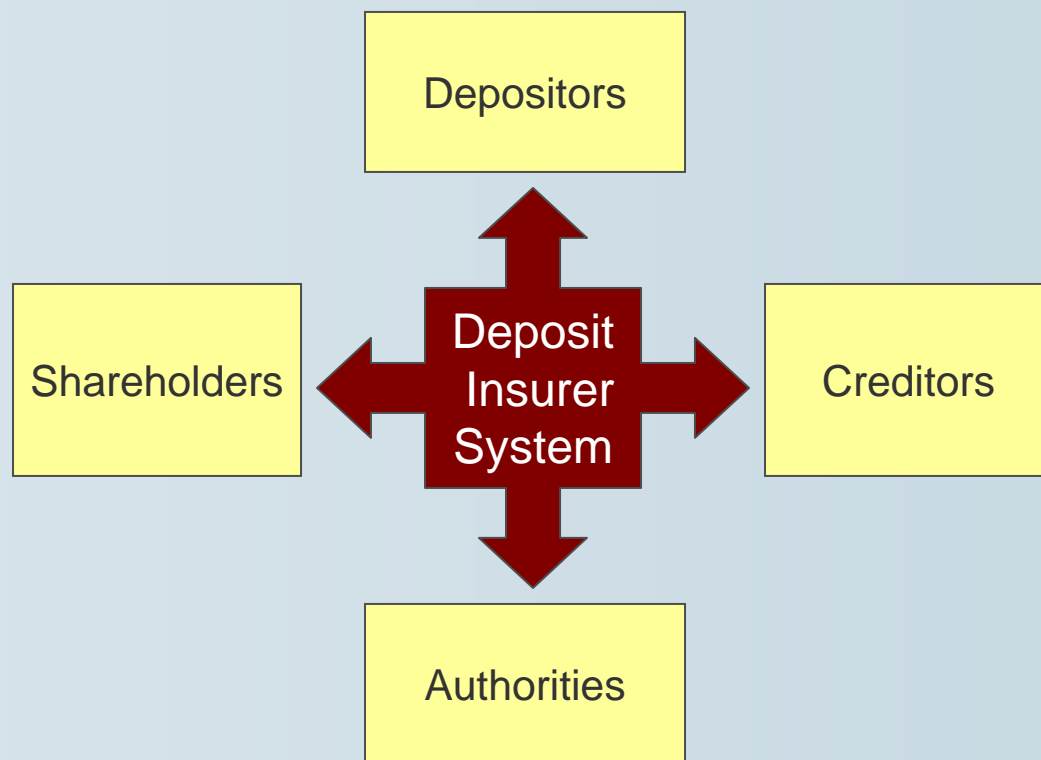 Depositors
Shareholders
Deposit
Insurer
System
Creditors
Authorities